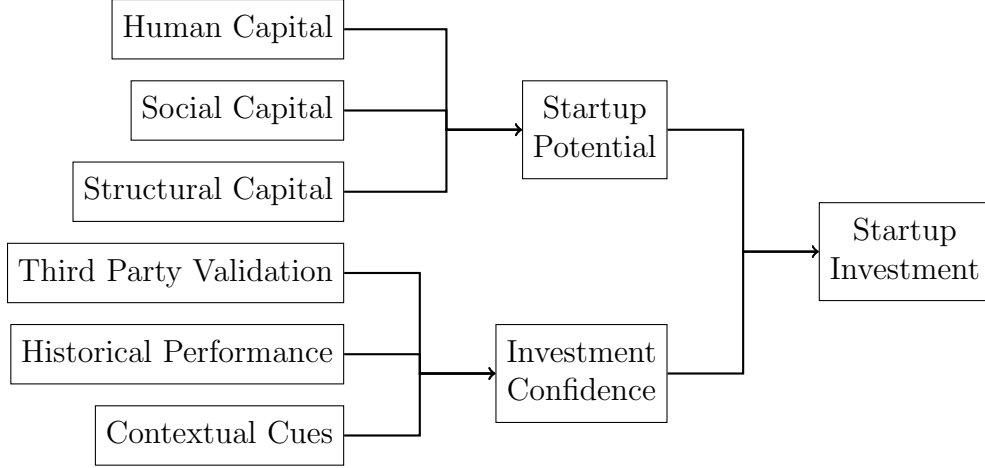 Human Capital
Social Capital
Structural Capital
Third Party Validation
Historical Performance
Contextual Cues
Startup
Potential
Investment
Confidence
Startup
Investment